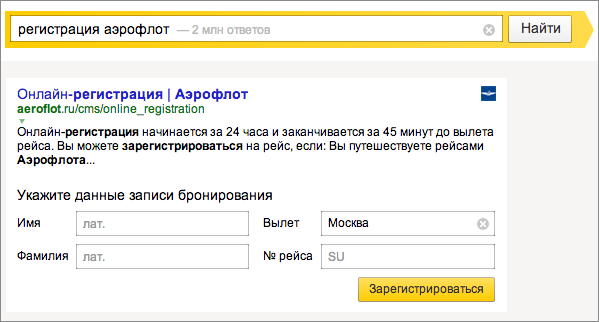 регистрация аэрофлот — 2 млн ответов
Найти
Онлайн-регистрация | Аэрофлот
aeroflot.ru/cms/online_registration
Онлайн-регистрация начинается за 24 часа и заканчивается за 45 минут до вылета
рейса. Вы можете зарегистрироваться на рейс, если: Вы путешествуете рейсами
Аэрофлота...
Укажите данные записи бронирования
Имя лат. Вылет Москва
Фамилия лат. № рейса SU
Зарегистрироваться